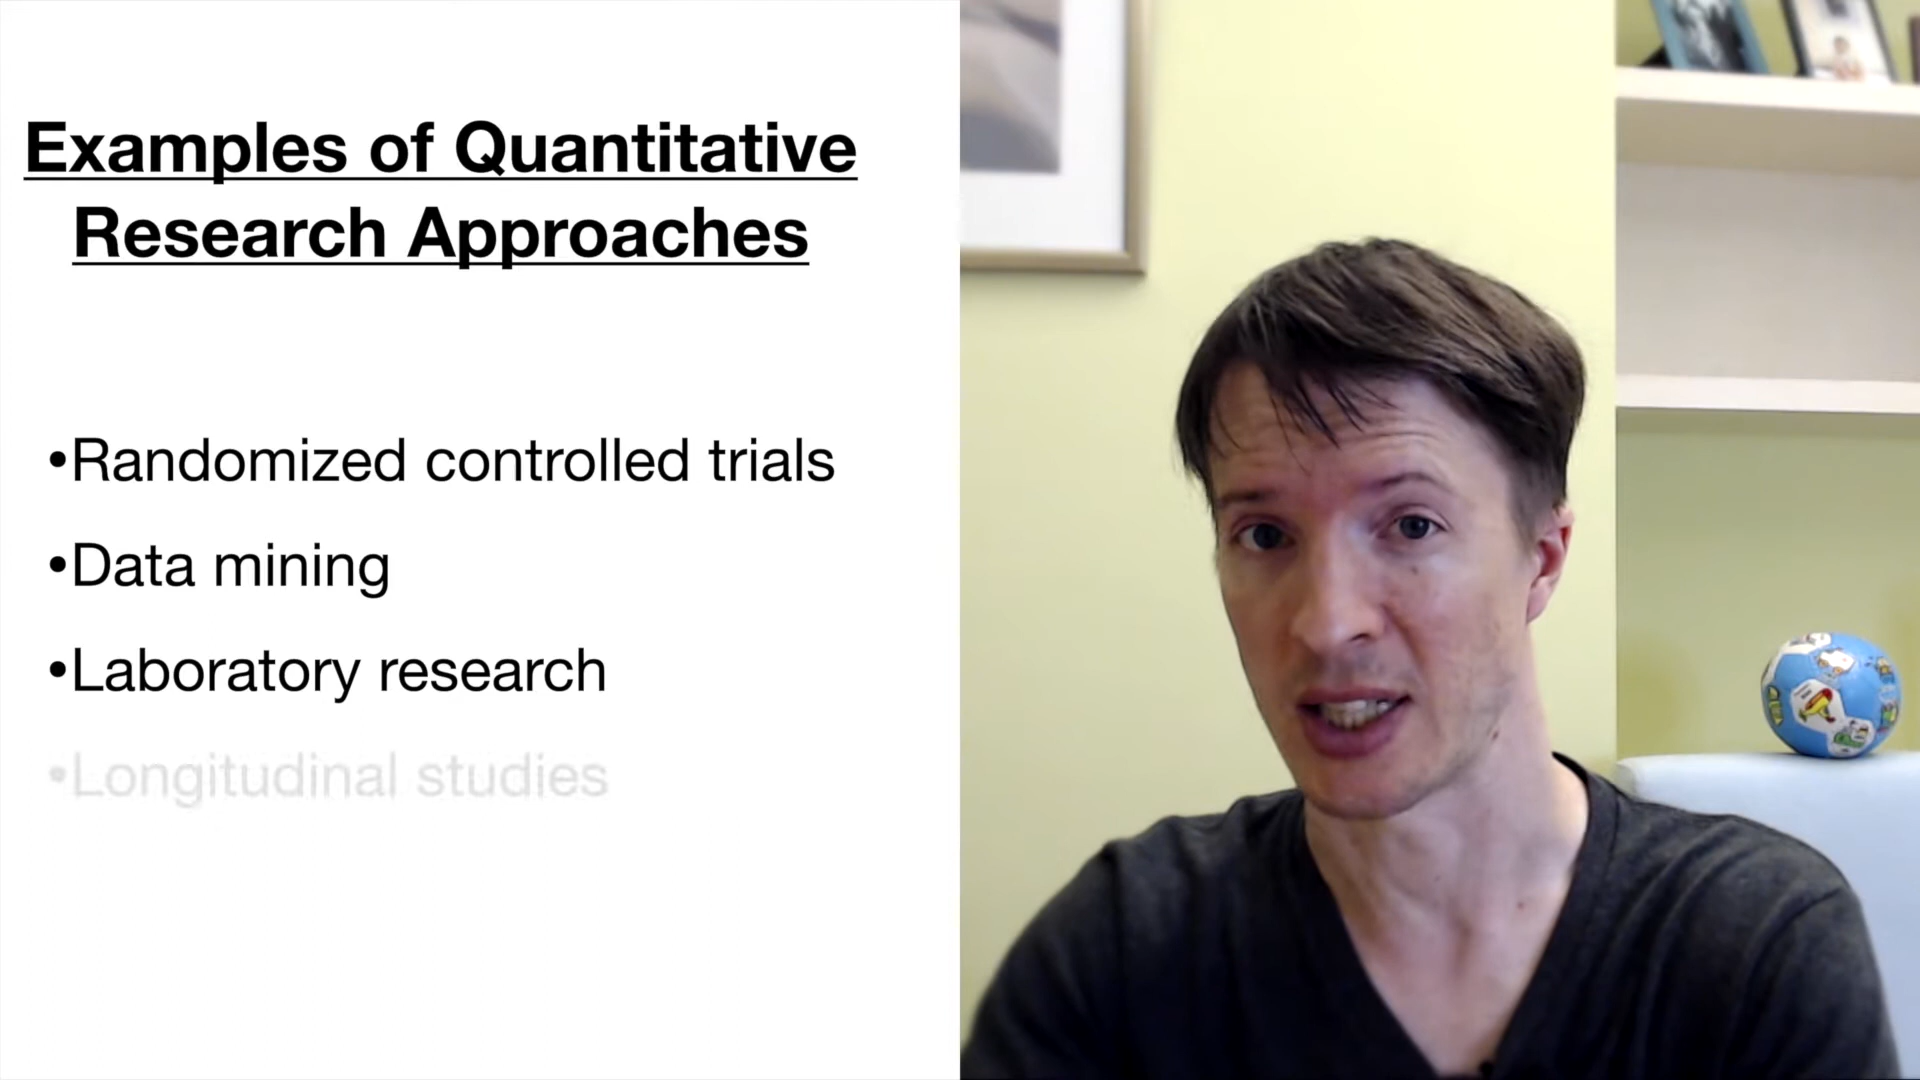 Examples of Quantitative
Research Approaches
•Randomized controlled trials
•Data mining
•Laboratory research
•Longitudinal studies